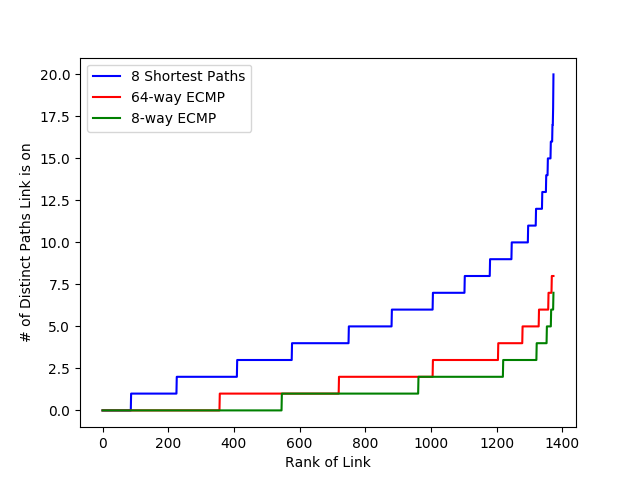 20.0
17.5
15.0
12.5
10.0
7.5
5.0
2.5
0.0
# of Distinct Paths Link is on
8 Shortest Paths
64-way ECMP
8-way ECMP
0 200 400 600 800 1000 1200 1400
Rank of Link